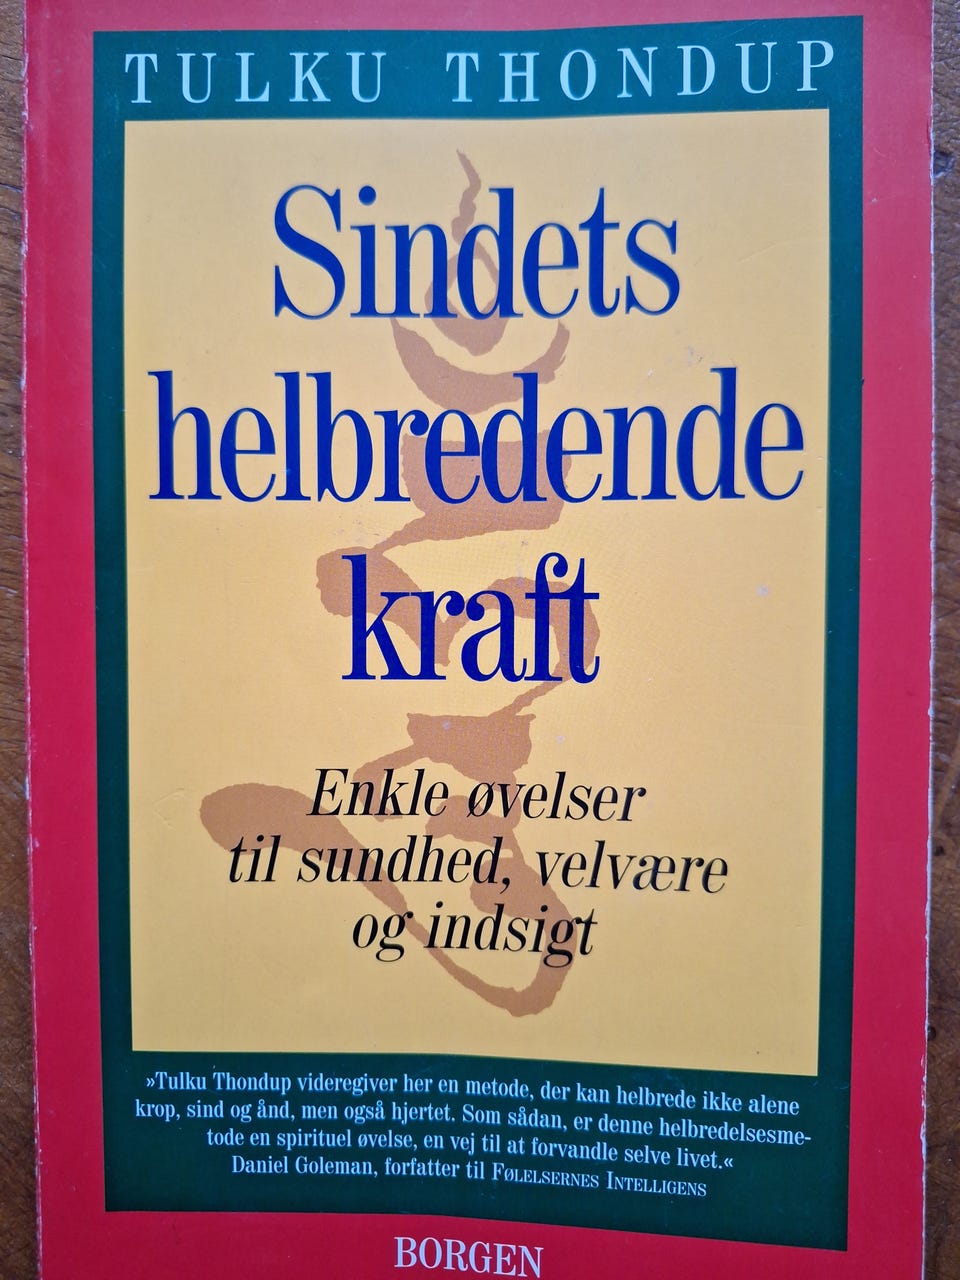 TULKU THONDUP
Sindets
helbredende
kraft
Enkle øvelser
til sundhed, velvære
og indsigt
»Tulku Thondup videregiver her en metode, der kan helbrede ikke alene
krop, sind og ånd, men også hjertet. Som sådan, er denne helbredelsesme-
tode en spirituel øvelse, en vej til at forvandle selve livet.«
Daniel Goleman, forfatter til FØLELSERNES INTELLIGENS
BORGEN